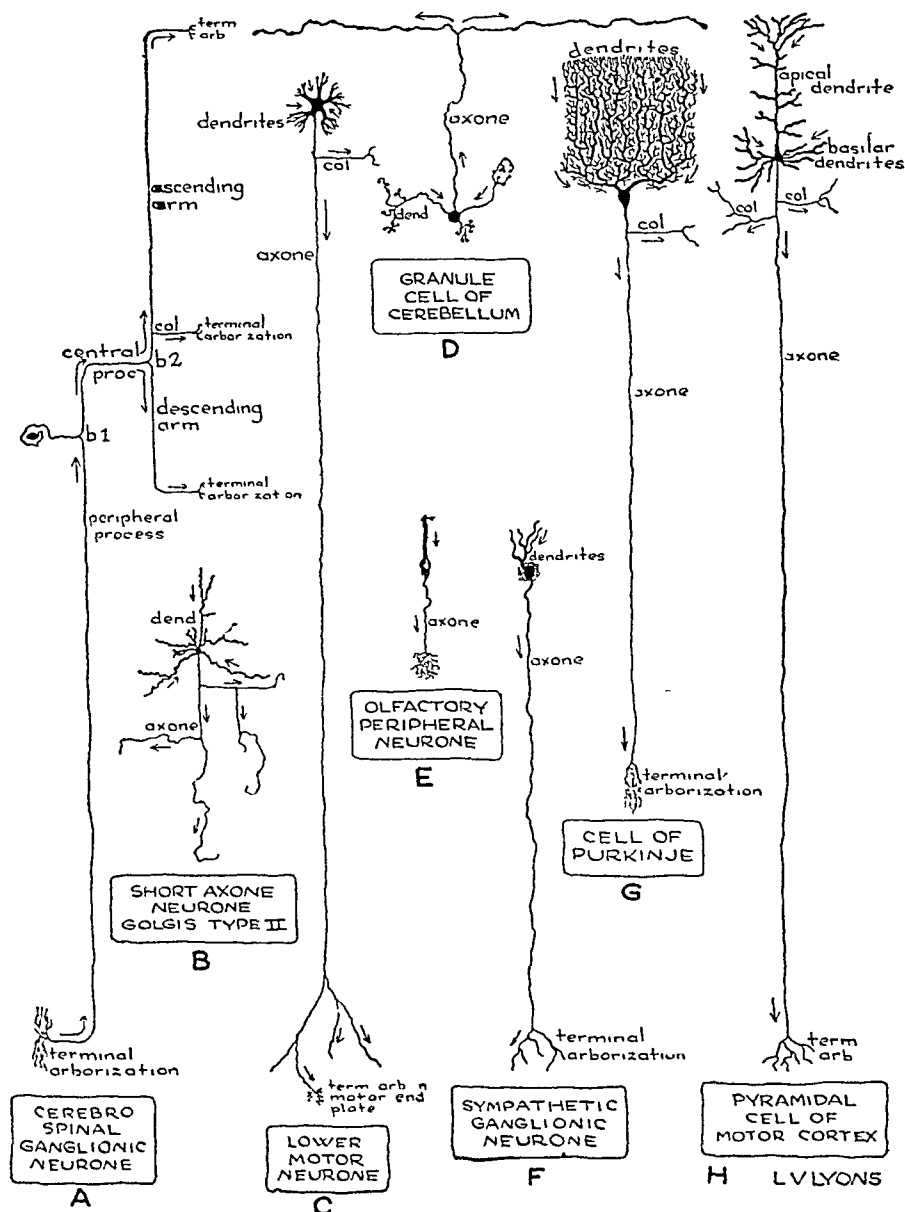 term
arb
dendrites
col
axone
ascending
arm
col
terminal
arborization
central
proc
b2
descending
arm
b1
terminal
arborization
peripheral
process
terminal
arborization
CEREBRO
SPINAL
GANGLIONIC
NEURONE
A
dend
axone
SHORT AXONE
NEURONE
GOLGIS TYPE II
B
term arb n
motor end
plate
LOWER
MOTOR
NEURONE
C
axone
dend
GRANULE
CELL OF
CEREBELLUM
D
axone
OLFACTORY
PERIPHERAL
NEURONE
E
dendrites
axone
terminal
arborization
SYMPATHETIC
GANGLIONIC
NEURONE
F
dendrites
col
axone
terminal
arborization
CELL OF
PURKINJE
G
apical
dendrite
basilar
dendrites
col
col
axone
term
arb
PYRAMIDAL
CELL OF
MOTOR CORTEX
H
LVLYONS